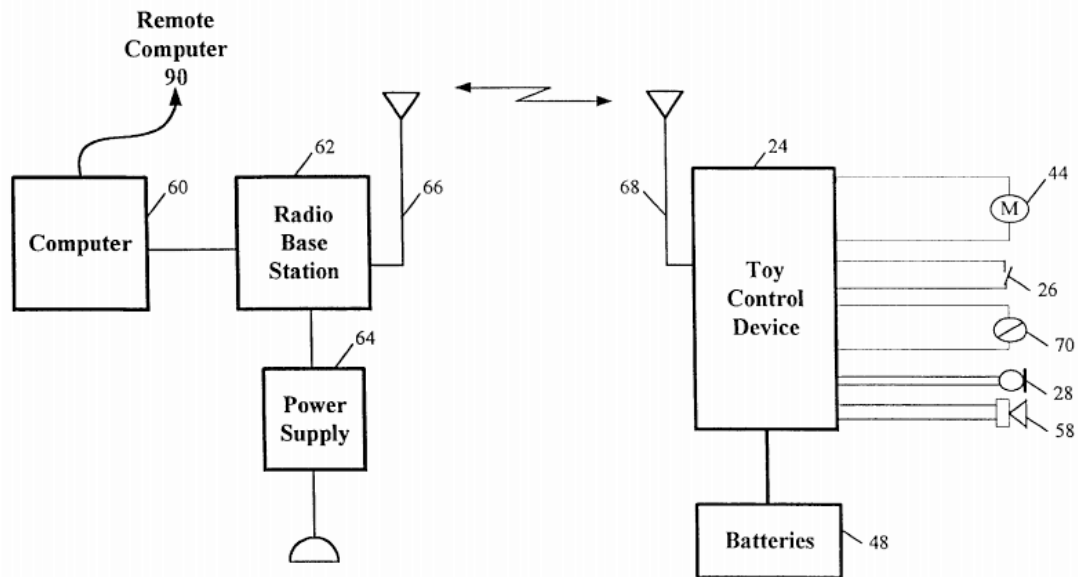 Remote
Computer
90
62
24
60
66
68
44
M
Computer
Radio
Base
Station
Toy
Control
Device
26
70
64
28
58
Power
Supply
Batteries
48